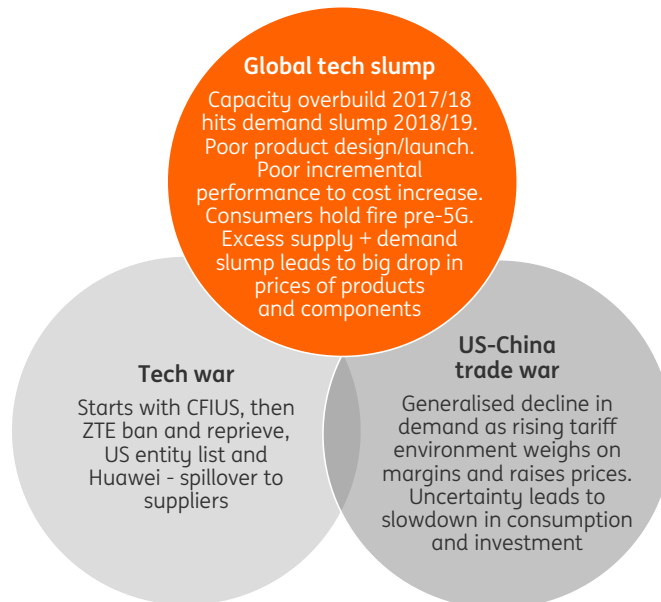 Global tech slump
Capacity overbuild 2017/18
hits demand slump 2018/19.
Poor product design/launch.
Poor incremental
performance to cost increase.
Consumers hold fire pre-5G.
Excess supply + demand
slump leads to big drop in
prices of products
and components
Tech war
Starts with CFIUS, then
ZTE ban and reprieve,
US entity list and
Huawei - spillover to
suppliers
US-China
trade war
Generalised decline in
demand as rising tariff
environment weighs on
margins and raises prices.
Uncertainty leads to
slowdown in consumption
and investment